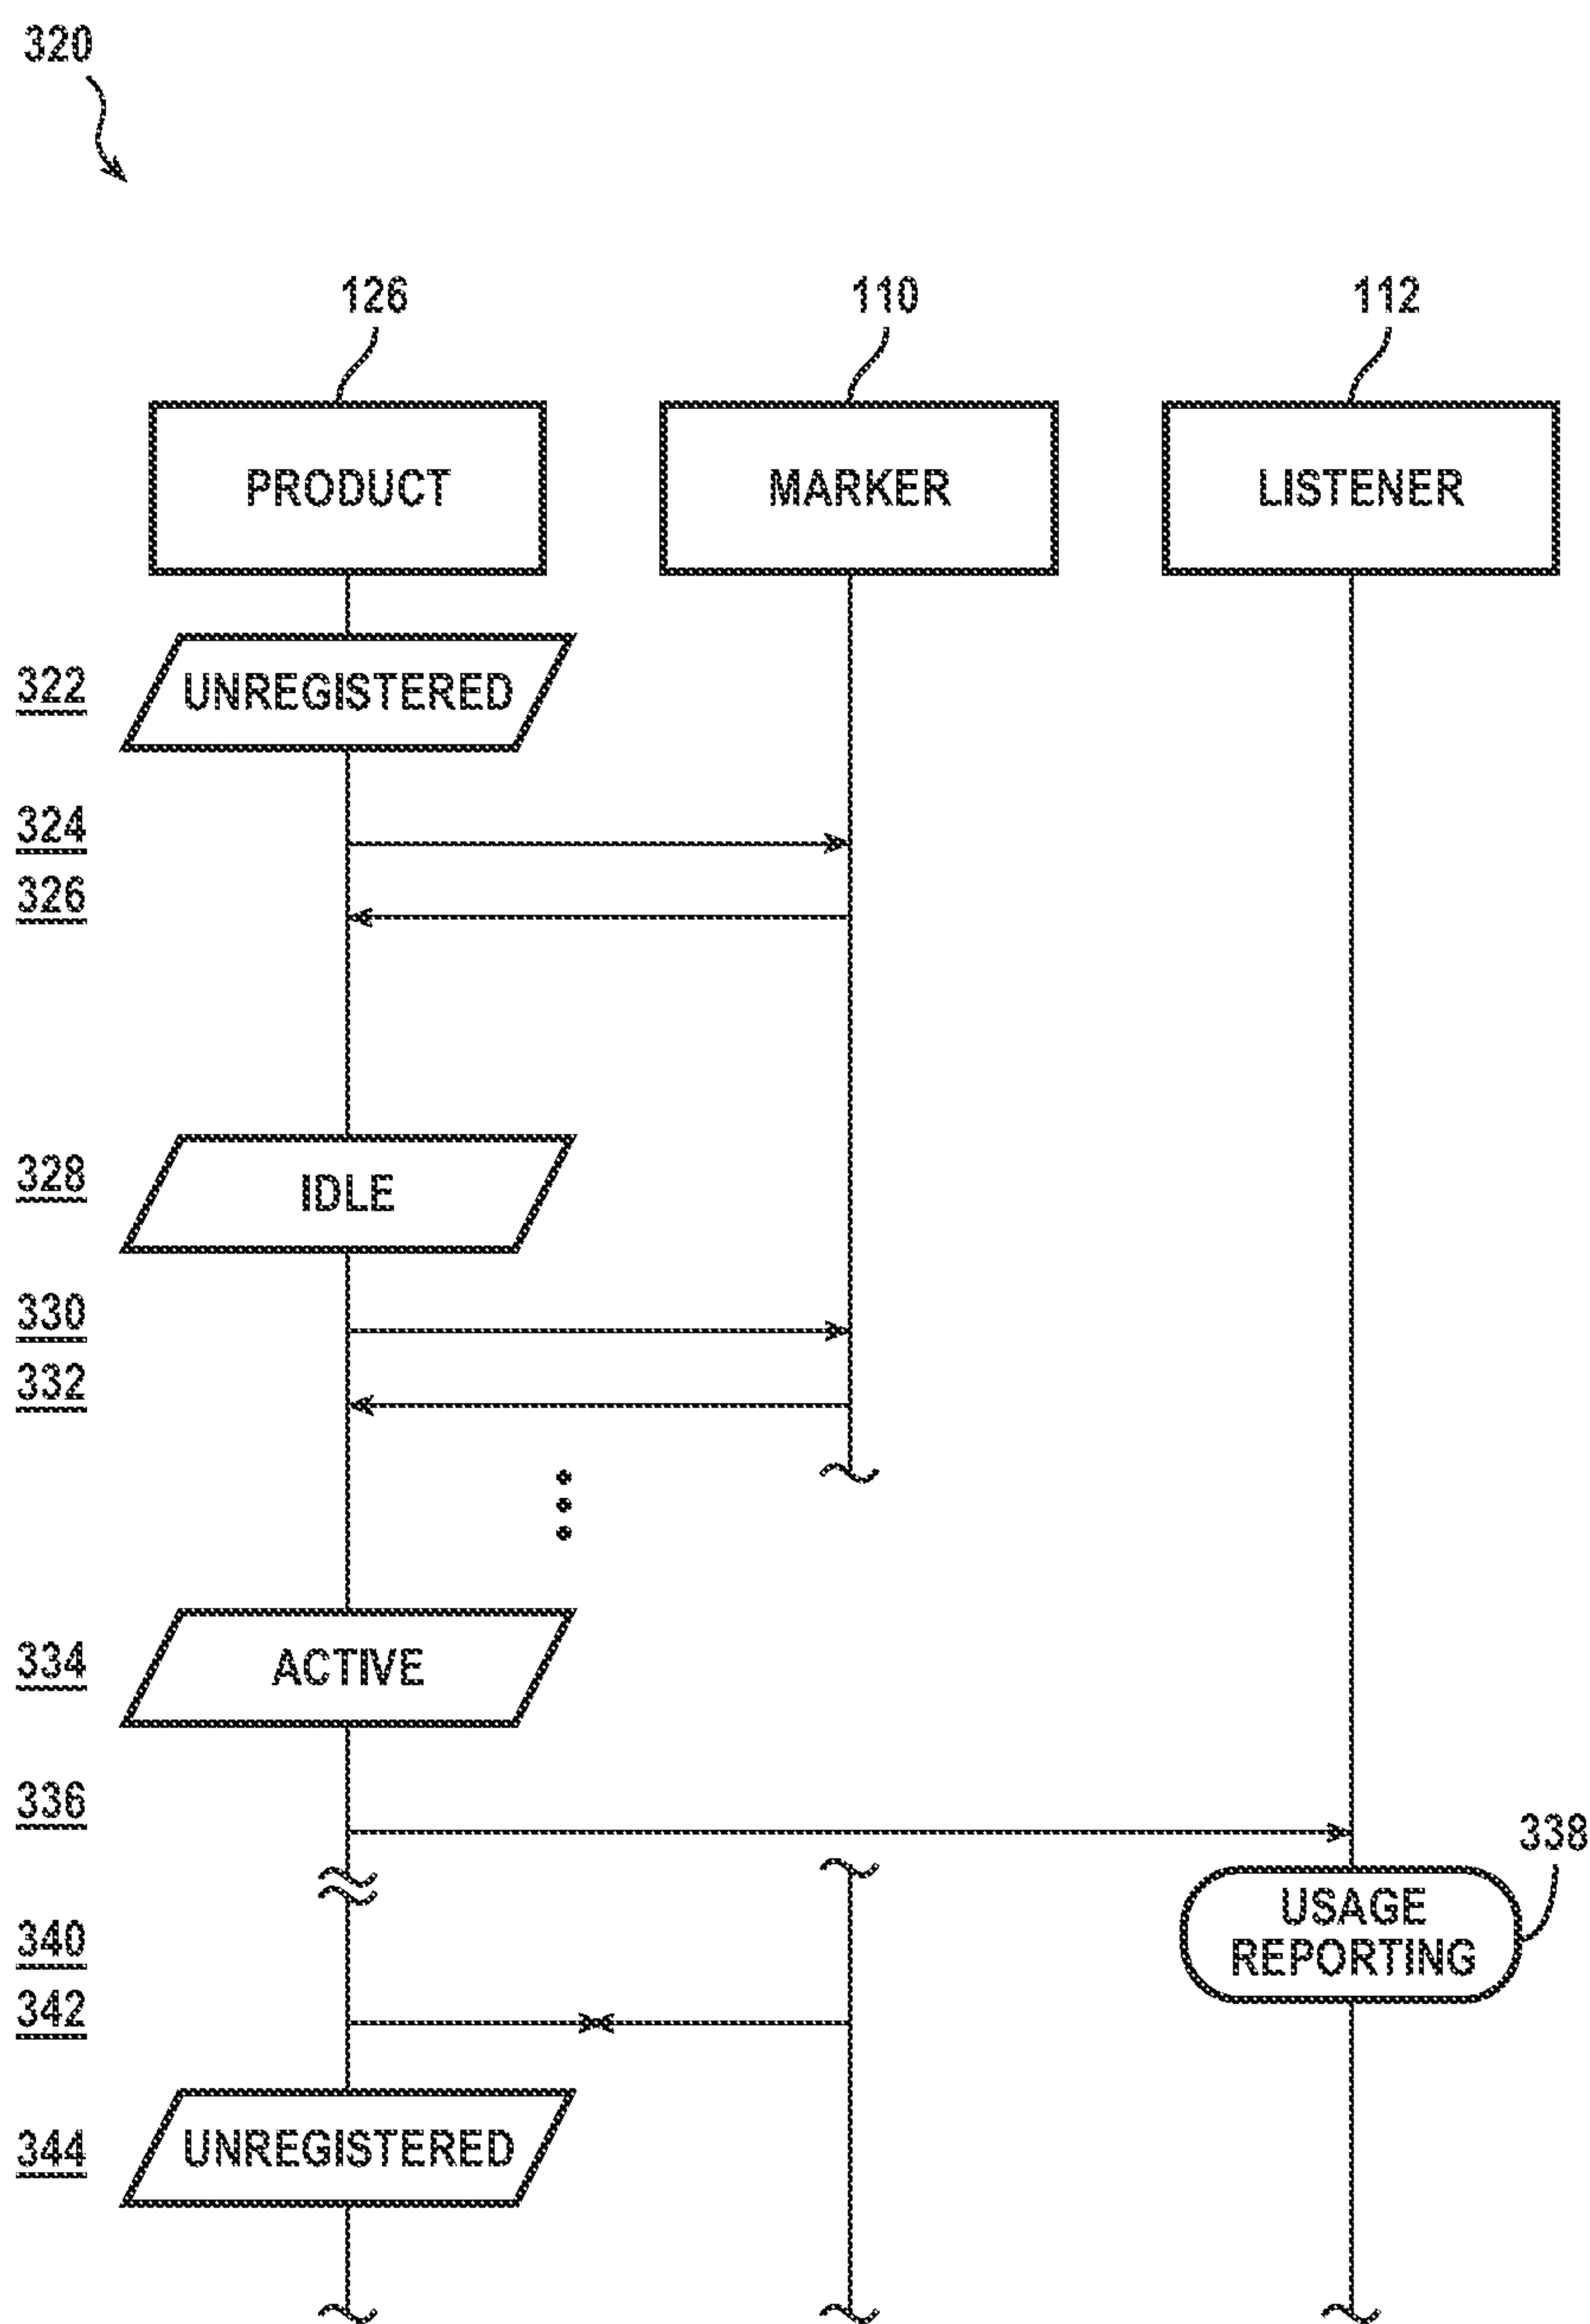 320
126 110 112
PRODUCT MARKER LISTENER
322 UNREGISTERED
324
326
328 IDLE
330
332
334 ACTIVE
336
338
USAGE
REPORTING
340
342
344 UNREGISTERED